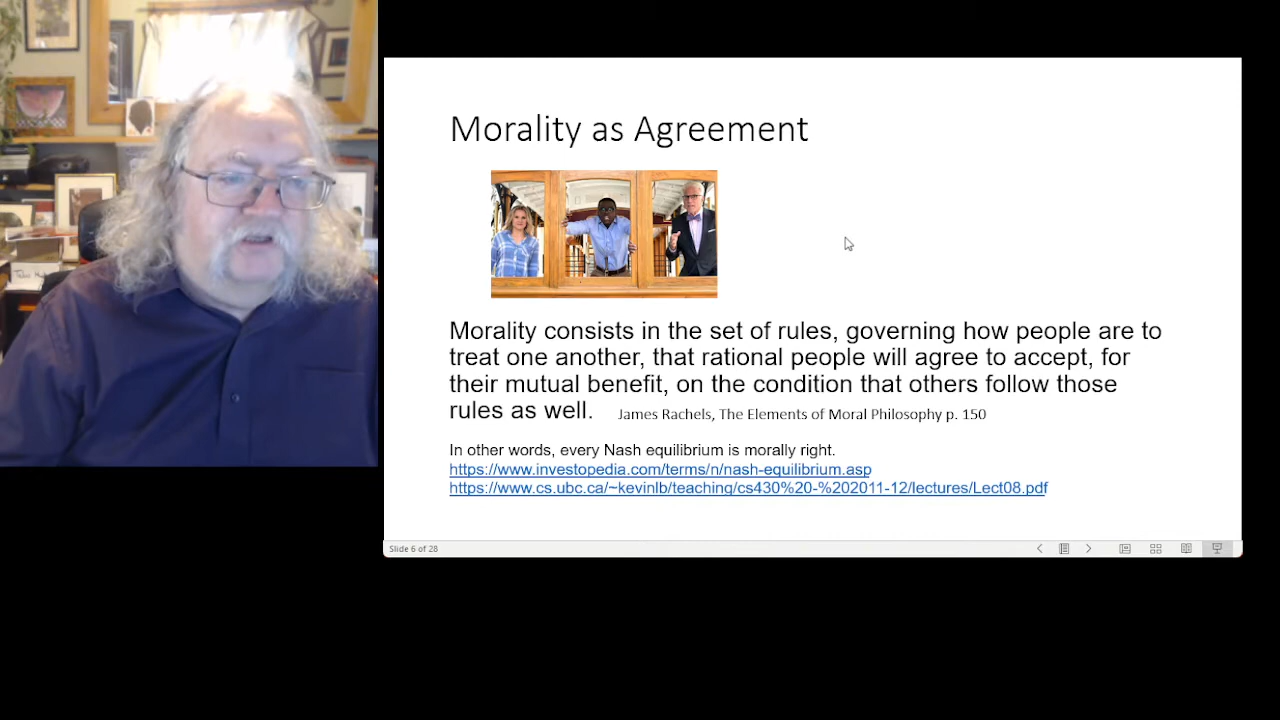 Morality as Agreement
Morality consists in the set of rules, governing how people are to
treat one another, that rational people will agree to accept, for
their mutual benefit, on the condition that others follow those
rules as well. James Rachels, The Elements of Moral Philosophy p. 150
In other words, every Nash equilibrium is morally right.
https://www.investopedia.com/terms/n/nash-equilibrium.asp
https://www.cs.ubc.ca/~kevinlb/teaching/cs430%20-%202011-12/lectures/Lect08.pdf
Slide 6 of 28